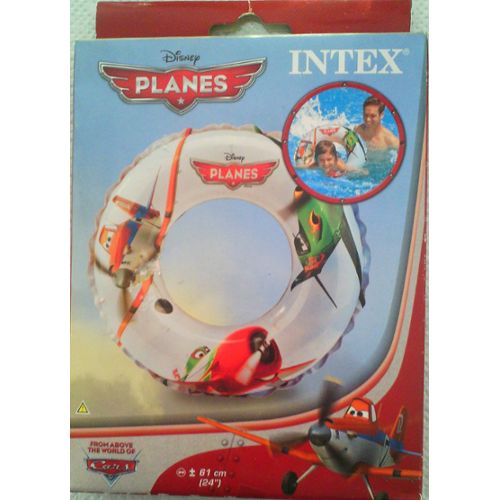 Disney
PLANES
INTEX®
Disney
PLANES
FROM ABOVE
THE WORLD OF
Cars
± 61 cm
(24")